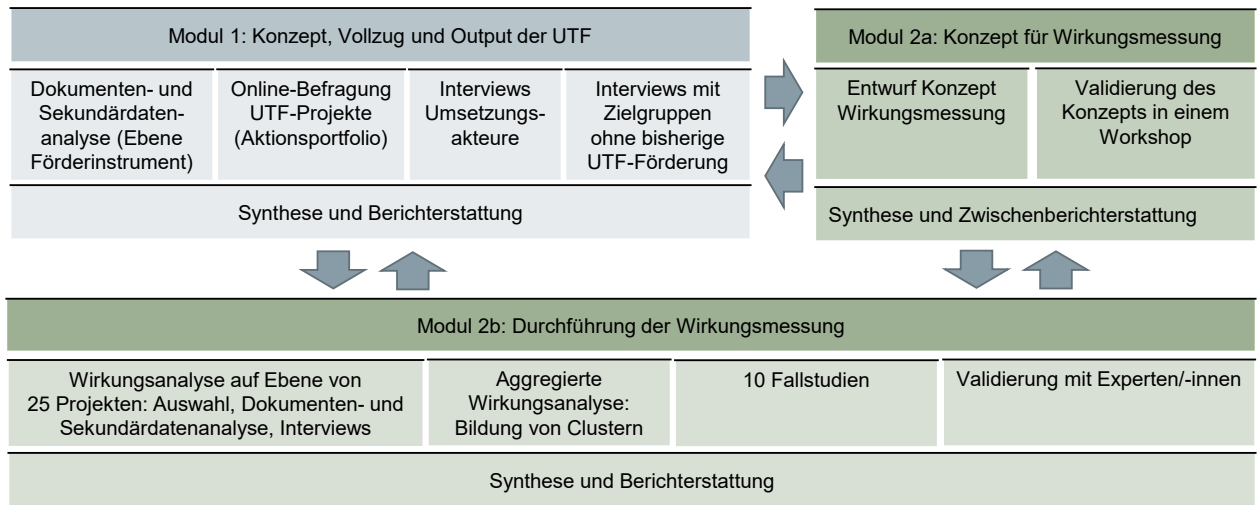 Modul 1: Konzept, Vollzug und Output der UTF
Dokumenten- und
Sekundärdaten-
analyse (Ebene
Förderinstrument)
Online-Befragung
UTF-Projekte
(Aktionsportfolio)
Interviews
Umsetzungs-
akteure
Interviews mit
Zielgruppen
ohne bisherige
UTF-Förderung
Synthese und Berichterstattung
Modul 2a: Konzept für Wirkungsmessung
Entwurf Konzept
Wirkungsmessung
Validierung des
Konzepts in einem
Workshop
Synthese und Zwischenberichterstattung
Modul 2b: Durchführung der Wirkungsmessung
Wirkungsanalyse auf Ebene von
25 Projekten: Auswahl, Dokumenten- und
Sekundärdatenanalyse, Interviews
Aggregierte
Wirkungsanalyse:
Bildung von Clustern
10 Fallstudien
Validierung mit Experten/-innen
Synthese und Berichterstattung